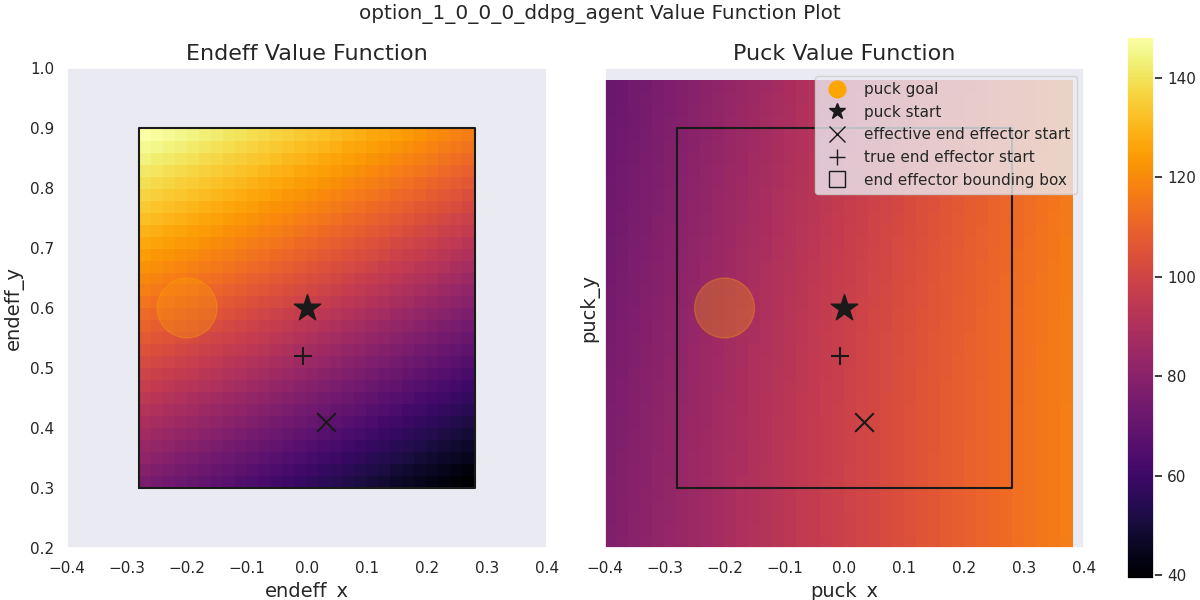 option_1_0_0_0_ddpg_agent Value Function Plot
Endeff Value Function
1.0
0.9
0.8
0.7
0.6
0.5
0.4
0.3
0.2
endeff_y
−0.4 −0.3 −0.2 −0.1 0.0 0.1 0.2 0.3 0.4
endeff_x
Puck Value Function
puck goal
puck start
effective end effector start
true end effector start
end effector bounding box
puck_y
−0.4 −0.3 −0.2 −0.1 0.0 0.1 0.2 0.3 0.4
puck_x
140
120
100
80
60
40